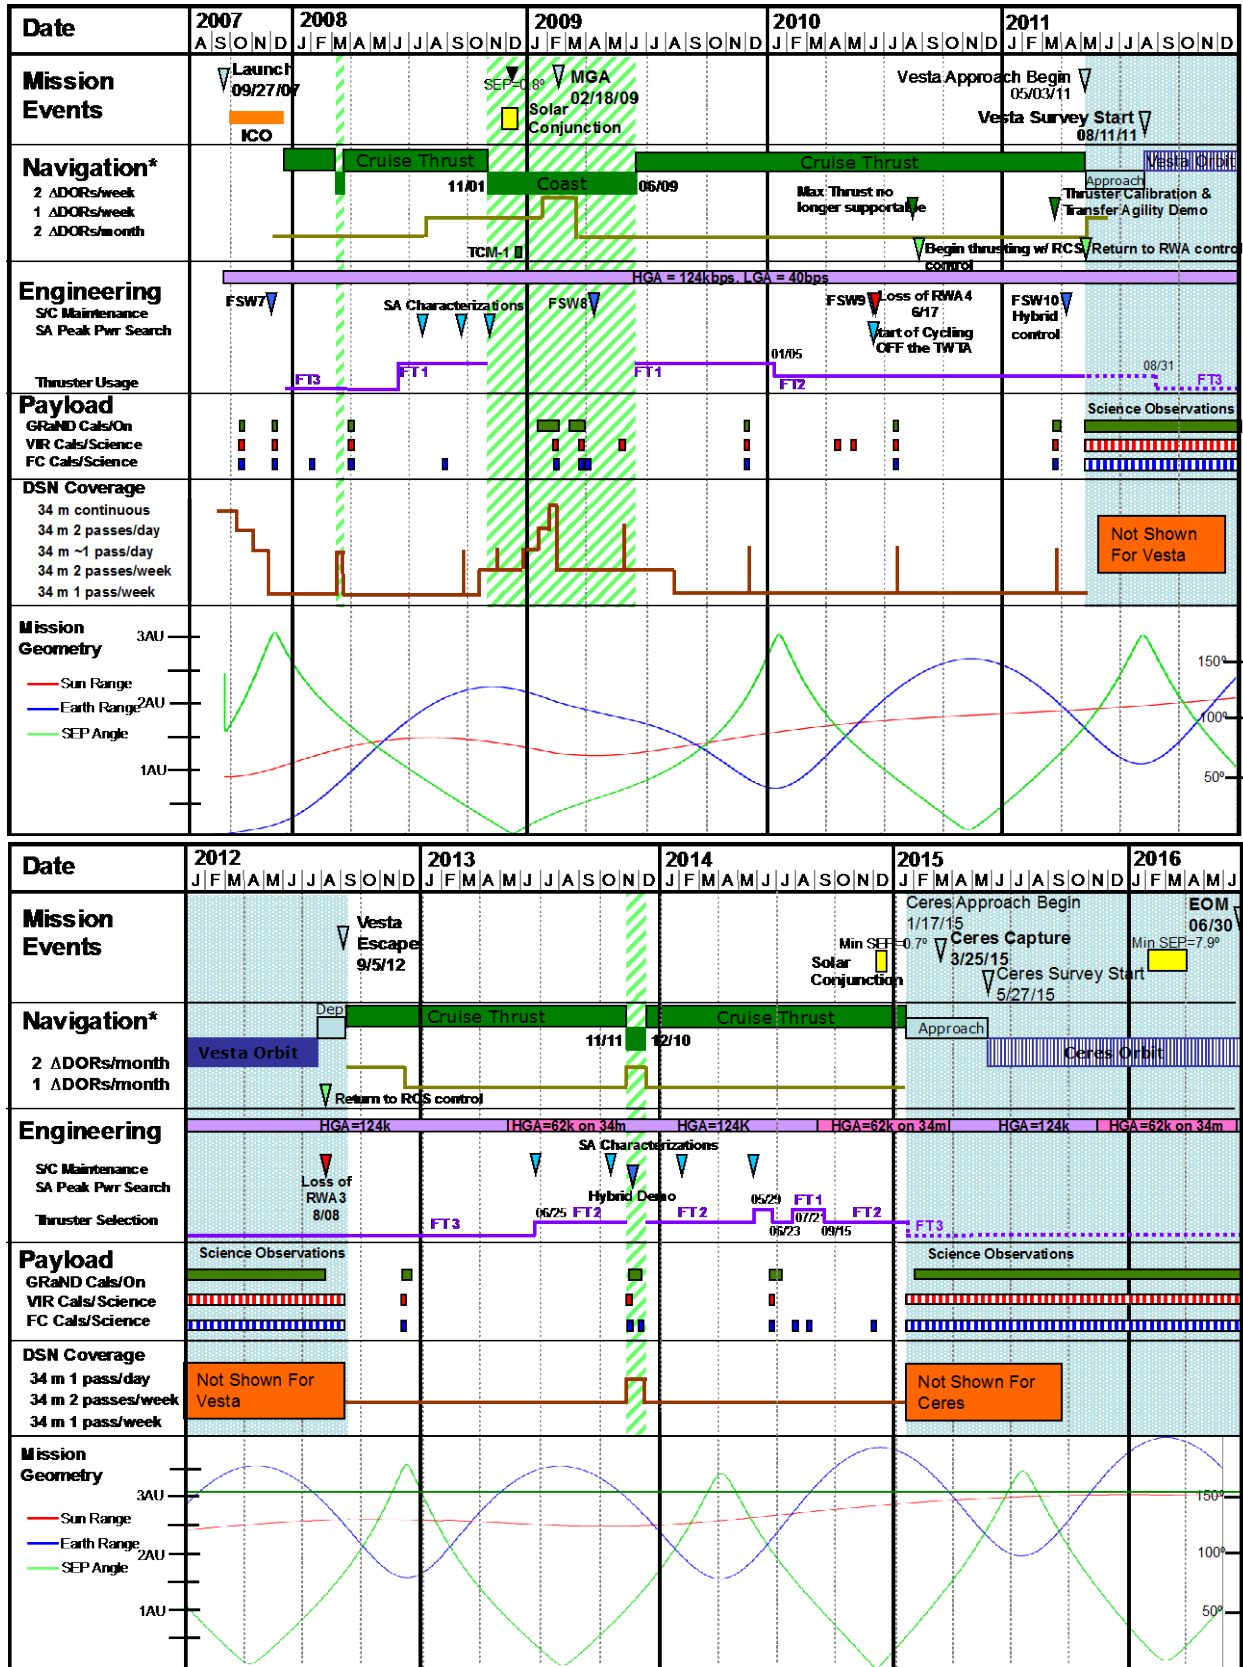 Date
2007 2008 2009 2010 2011
A S O N D J F M A M J J A S O N D J F M A M J J A S O N D J F M A M J J A S O N D J F M A M J J A S O N D
Mission
Events
Launch
09/27/07
ICO
SEP=0.8º
MGA
02/18/09
Solar
Conjunction
Vesta Approach Begin
05/03/11
Vesta Survey Start
08/11/11
Navigation*
2 ΔDORs/week
1 ΔDORs/week
2 ΔDORs/month
Cruise Thrust
11/01
Coast
06/09
TCM-1
Cruise Thrust
Max Thrust no
longer supportable
Begin thrusting w/ RCS
control
Approach
Vesta Orbit
Thruster Calibration &
Transfer Agility Demo
Return to RWA control
Engineering
S/C Maintenance
SA Peak Pwr Search
Thruster Usage
HGA = 124kbps, LGA = 40bps
FSW7
SA Characterizations
FSW8
FSW9
Loss of RWA4
6/17
Start of Cycling
OFF the TWTA
FSW10
Hybrid
control
FT3
FT1
FT1
01/05
FT2
08/31
FT3
Payload
GRaND Cals/On
VIR Cals/Science
FC Cals/Science
Science Observations
DSN Coverage
34 m continuous
34 m 2 passes/day
34 m ~1 pass/day
34 m 2 passes/week
34 m 1 pass/week
Not Shown
For Vesta
Mission
Geometry
Sun Range
Earth Range
SEP Angle
3AU
2AU
1AU
150º
100º
50º
Date
2012 2013 2014 2015 2016
J F M A M J J A S O N D J F M A M J J A S O N D J F M A M J J A S O N D J F M A M J J A S O N D J F M A M J
Mission
Events
Vesta
Escape
9/5/12
Min SEP=0.7º
Solar
Conjunction
Ceres Approach Begin
1/17/15
Ceres Capture
3/25/15
Ceres Survey Start
5/27/15
EOM
06/30
Min SEP=7.9º
Navigation*
2 ΔDORs/month
1 ΔDORs/month
Vesta Orbit
Dep
Cruise Thrust
11/11
12/10
Cruise Thrust
Approach
Ceres Orbit
Return to RCS control
Engineering
S/C Maintenance
SA Peak Pwr Search
Thruster Selection
HGA=124k
HGA=62k on 34m
HGA=124K
HGA=62k on 34m
HGA=124k
HGA=62k on 34m
SA Characterizations
Loss of
RWA3
8/08
Hybrid Demo
FT3
06/25
FT2
FT2
05/29
06/23
FT1
07/21
09/15
FT2
FT3
Payload
GRaND Cals/On
VIR Cals/Science
FC Cals/Science
Science Observations
Science Observations
DSN Coverage
34 m 1 pass/day
34 m 2 passes/week
34 m 1 pass/week
Not Shown For
Vesta
Not Shown For
Ceres
Mission
Geometry
Sun Range
Earth Range
SEP Angle
3AU
2AU
1AU
150º
100º
50º